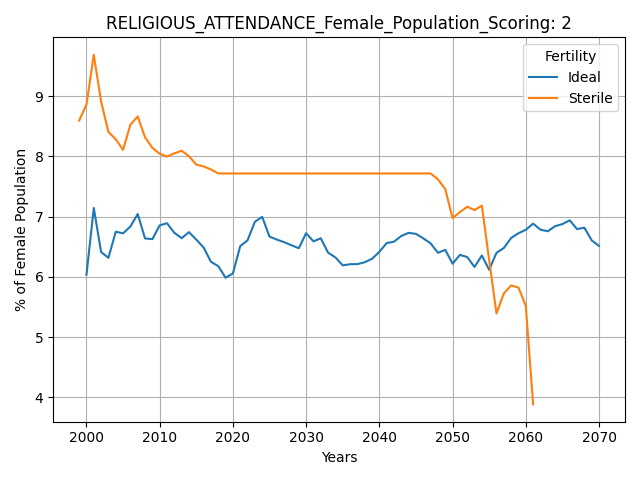 RELIGIOUS_ATTENDANCE_Female_Population_Scoring: 2
Fertility
Ideal
Sterile
% of Female Population
9
8
7
6
5
4
2000 2010 2020 2030 2040 2050 2060 2070
Years